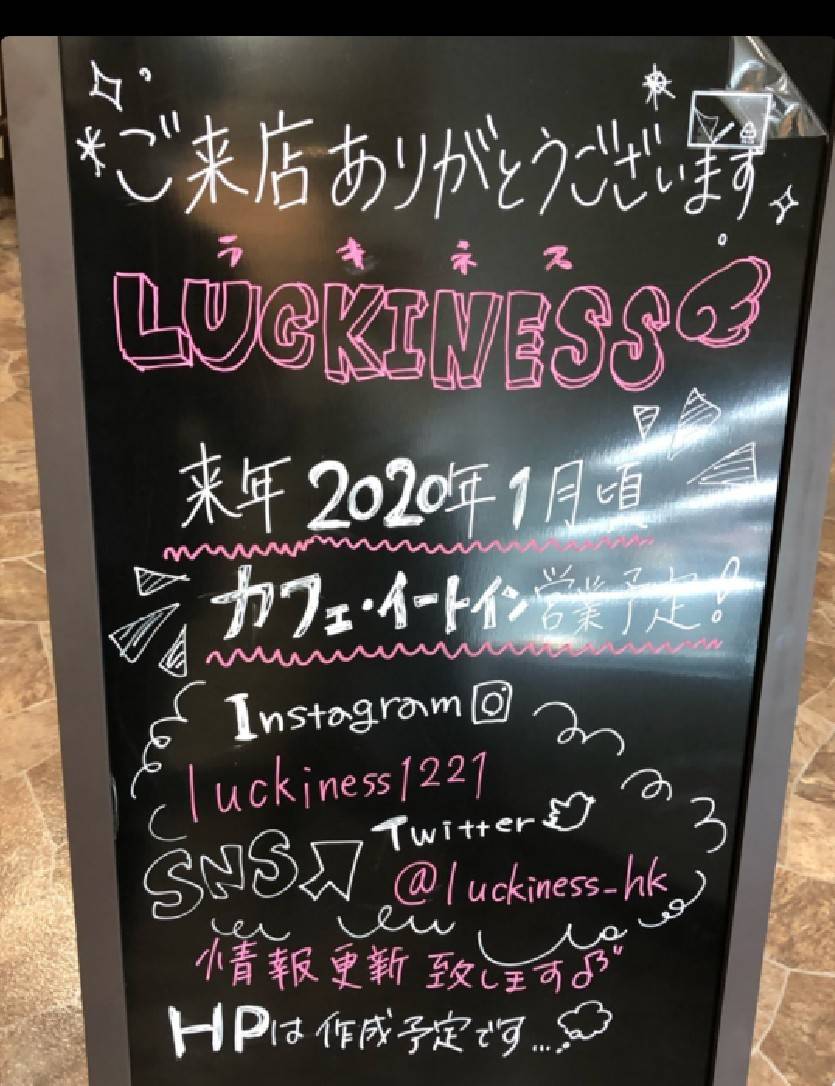 ご来店ありがとうございます
ラキネス
LUCKINESS
来年2020年1月頃
カフェ・イートイン営業予定!
Instagram
luckiness1221
Twitter
SNS
@luckiness_hk
情報更新致します♪
HPは作成予定です...